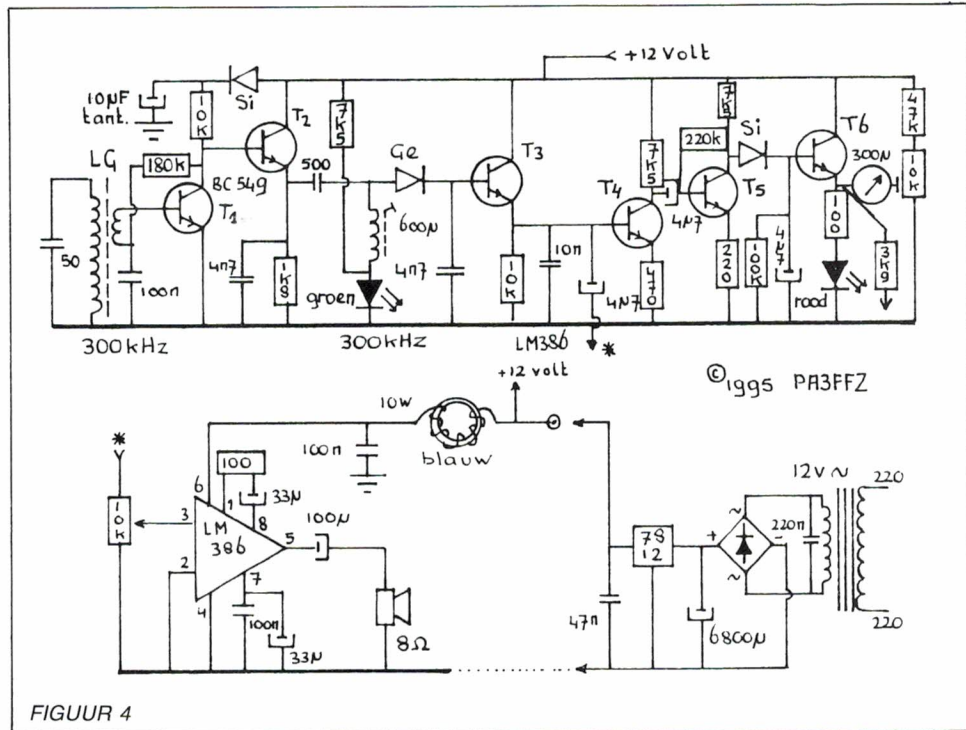 +12 Volt
10µF
tant.
10K
Si
T2
7K5
Ge
T3
7K5
220k
7K5
Si
T6
300µ
47K
10K
LG
180k
BC549
T1
500
600µ
T4
4µ7
T5
50
100n
4n7
1K8
groen
4n7
10K
10n
4µ7
470
220
100K
4µ7
100
rood
3K9
300kHz
300kHz
LM386
*
©1995 PA3FFZ
+12 volt
10W
blauw
100n
*
10K
6
100
1
33µ
8
3
LM
386
100µ
5
2
7
4
100n
33µ
8Ω
12V ~
220
220n
78
12
+
~
-
~
47n
6800µ
220
FIGUUR 4